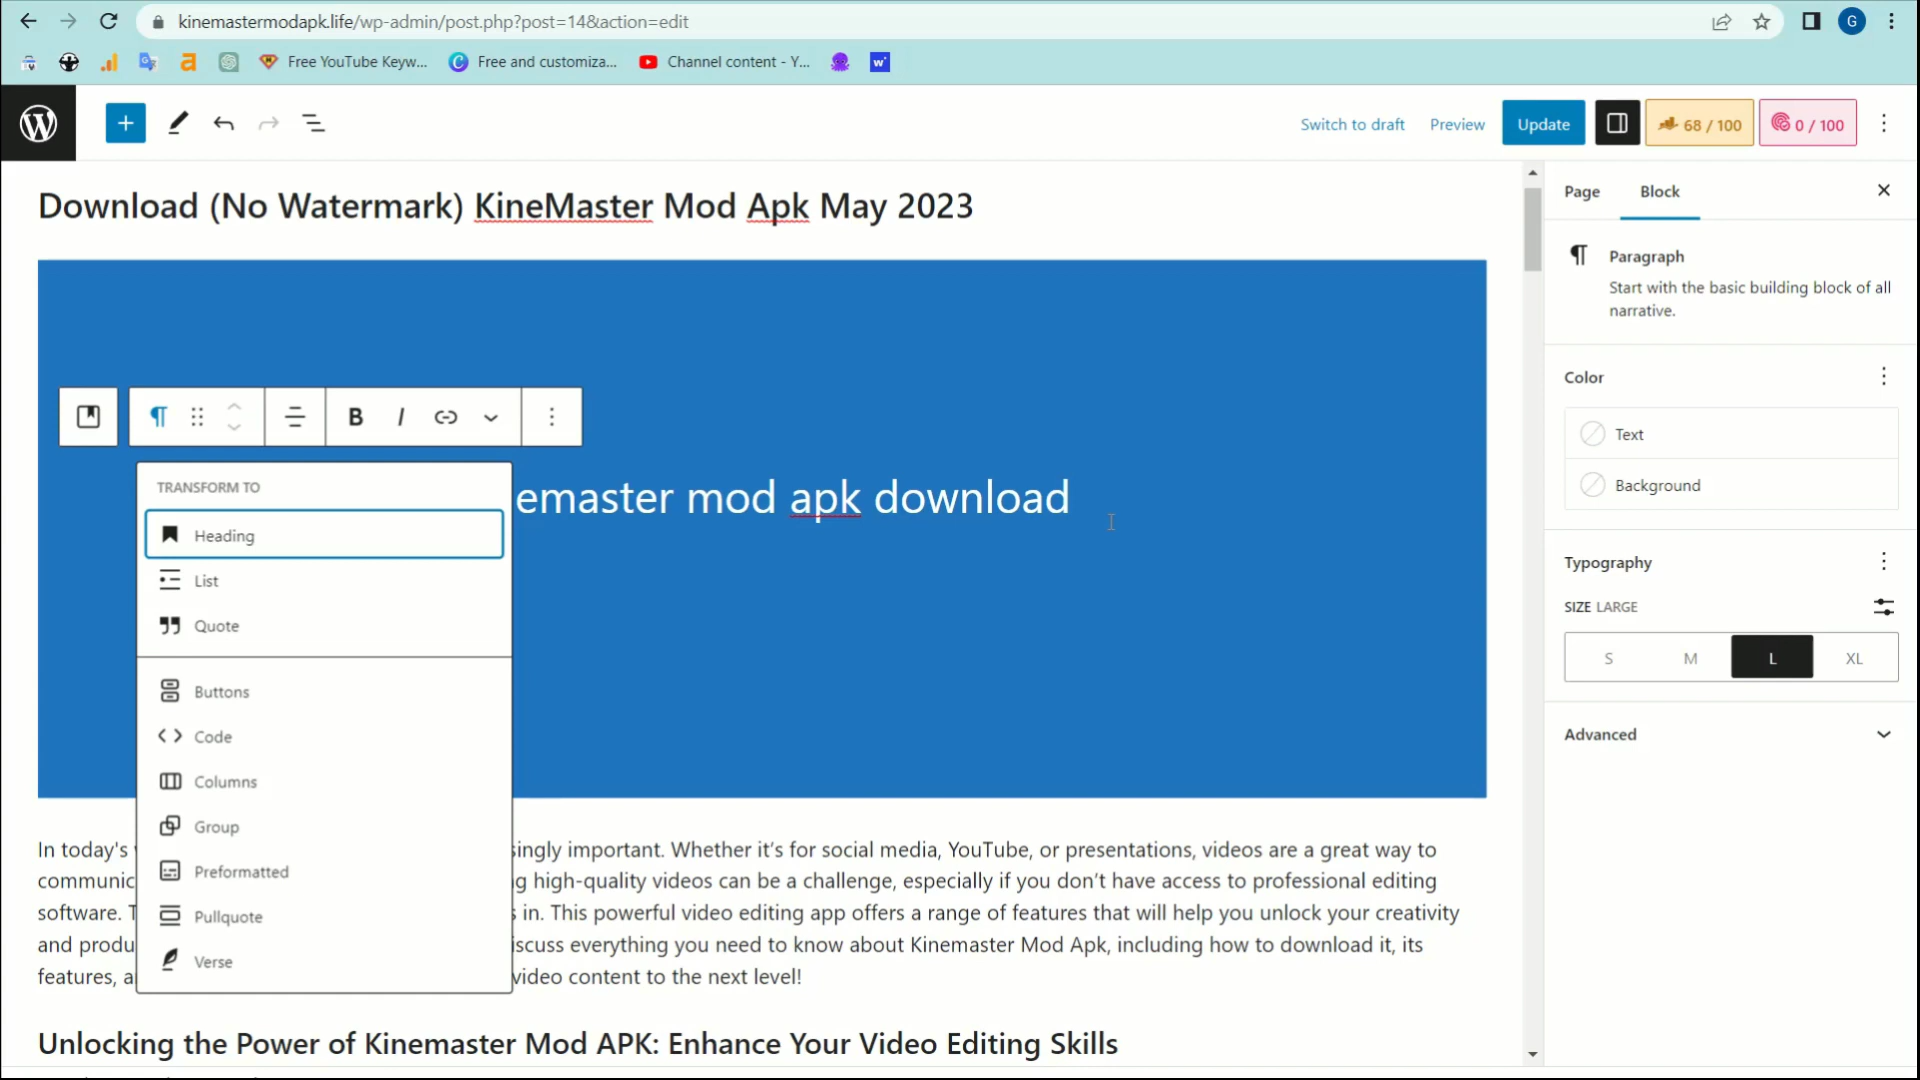 kinemastermodapk.life/wp-admin/post.php?post=14&action=edit
G
Free YouTube Keyw...
Free and customiza...
Channel content - Y...
Switch to draft
Preview
Update
68 / 100
0 / 100
Download (No Watermark) KineMaster Mod Apk May 2023
Page
Block
Paragraph
Start with the basic building block of all
narrative.
Color
Text
Background
Typography
SIZE LARGE
S
M
L
XL
Advanced
B
I
TRANSFORM TO
Heading
List
Quote
Buttons
Code
Columns
Group
Preformatted
Pullquote
Verse
emaster mod apk download
In today's singly important. Whether it's for social media, YouTube, or presentations, videos are a great way to
communic g high-quality videos can be a challenge, especially if you don't have access to professional editing
software. T s in. This powerful video editing app offers a range of features that will help you unlock your creativity
and produ iscuss everything you need to know about Kinemaster Mod Apk, including how to download it, its
features, a video content to the next level!
Unlocking the Power of Kinemaster Mod APK: Enhance Your Video Editing Skills